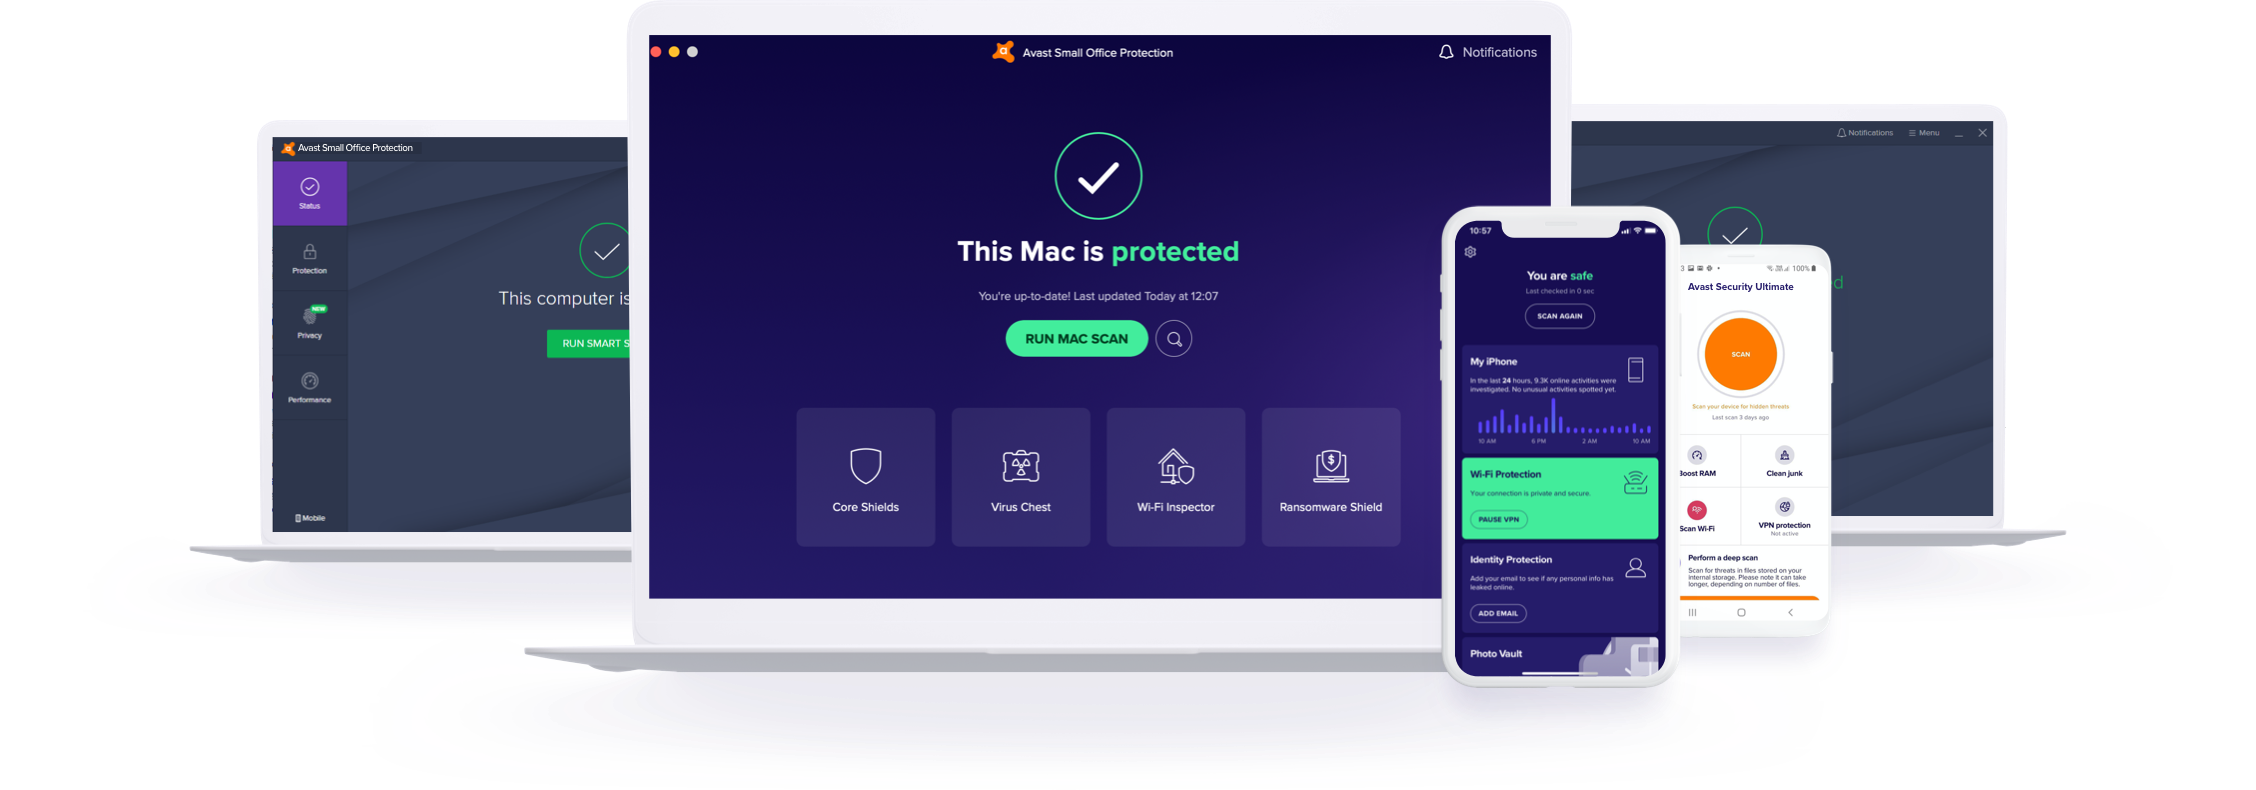 Avast Small Office Protection
Status
Protection
NEW
Privacy
Performance
Mobile
This computer is
RUN SMART S
Avast Small Office Protection
Notifications
This Mac is protected
You're up-to-date! Last updated Today at 12:07
RUN MAC SCAN
Core Shields
Virus Chest
Wi-Fi Inspector
Ransomware Shield
10:57
You are safe
Last checked in 0 sec
SCAN AGAIN
My iPhone
In the last 24 hours, 9.3K online activities were
investigated. No unusual activities spotted yet.
10 AM 6 PM 2 AM 10 AM
Wi-Fi Protection
Your connection is private and secure.
PAUSE VPN
Identity Protection
Add your email to see if any personal info has
leaked online.
ADD EMAIL
Photo Vault
Notifications Menu
d
3 100%
Avast Security Ultimate
SCAN
Scan your device for hidden threats
Last scan 3 days ago
Boost RAM
Clean junk
Scan Wi-Fi
VPN protection
Not active
Perform a deep scan
Scan for threats in files stored on your
internal storage. Please note it can take
longer, depending on number of files.